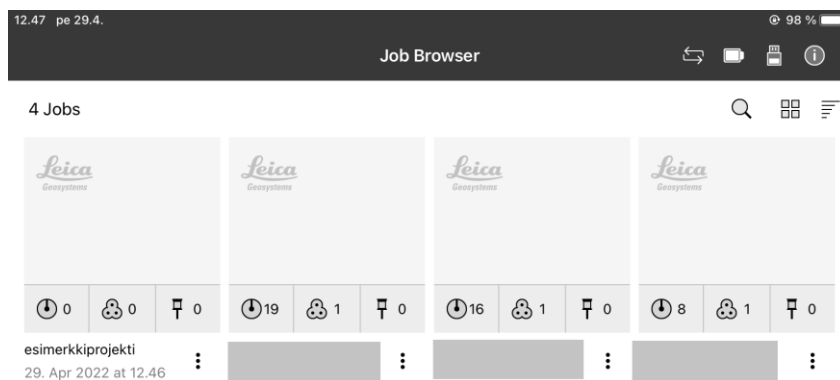 12.47 pe 29.4.
98 %
Job Browser
4 Jobs
Leica
Geosystems
Leica
Geosystems
Leica
Geosystems
Leica
Geosystems
0 0 0
19 1 0
16 1 0
8 1 0
esimerkkiprojekti
29. Apr 2022 at 12.46